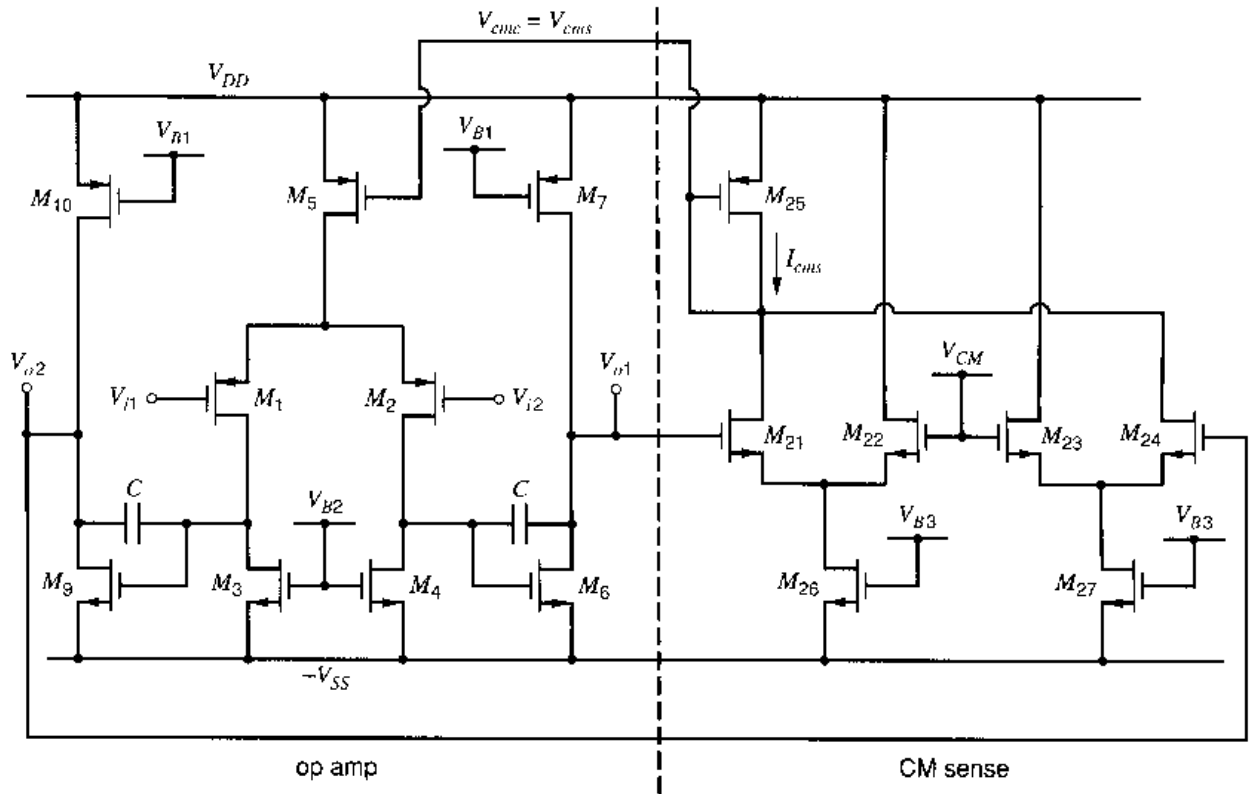 V_cmc = V_cms
V_DD
V_B1
V_B1
M_10
M_5
M_7
M_25
I_cms
V_o2
V_i1
M_1
M_2
V_i2
V_o1
V_CM
M_21
M_22
M_23
M_24
C
V_B2
C
V_B3
V_B3
M_9
M_3
M_4
M_6
M_26
M_27
−V_SS
op amp
CM sense